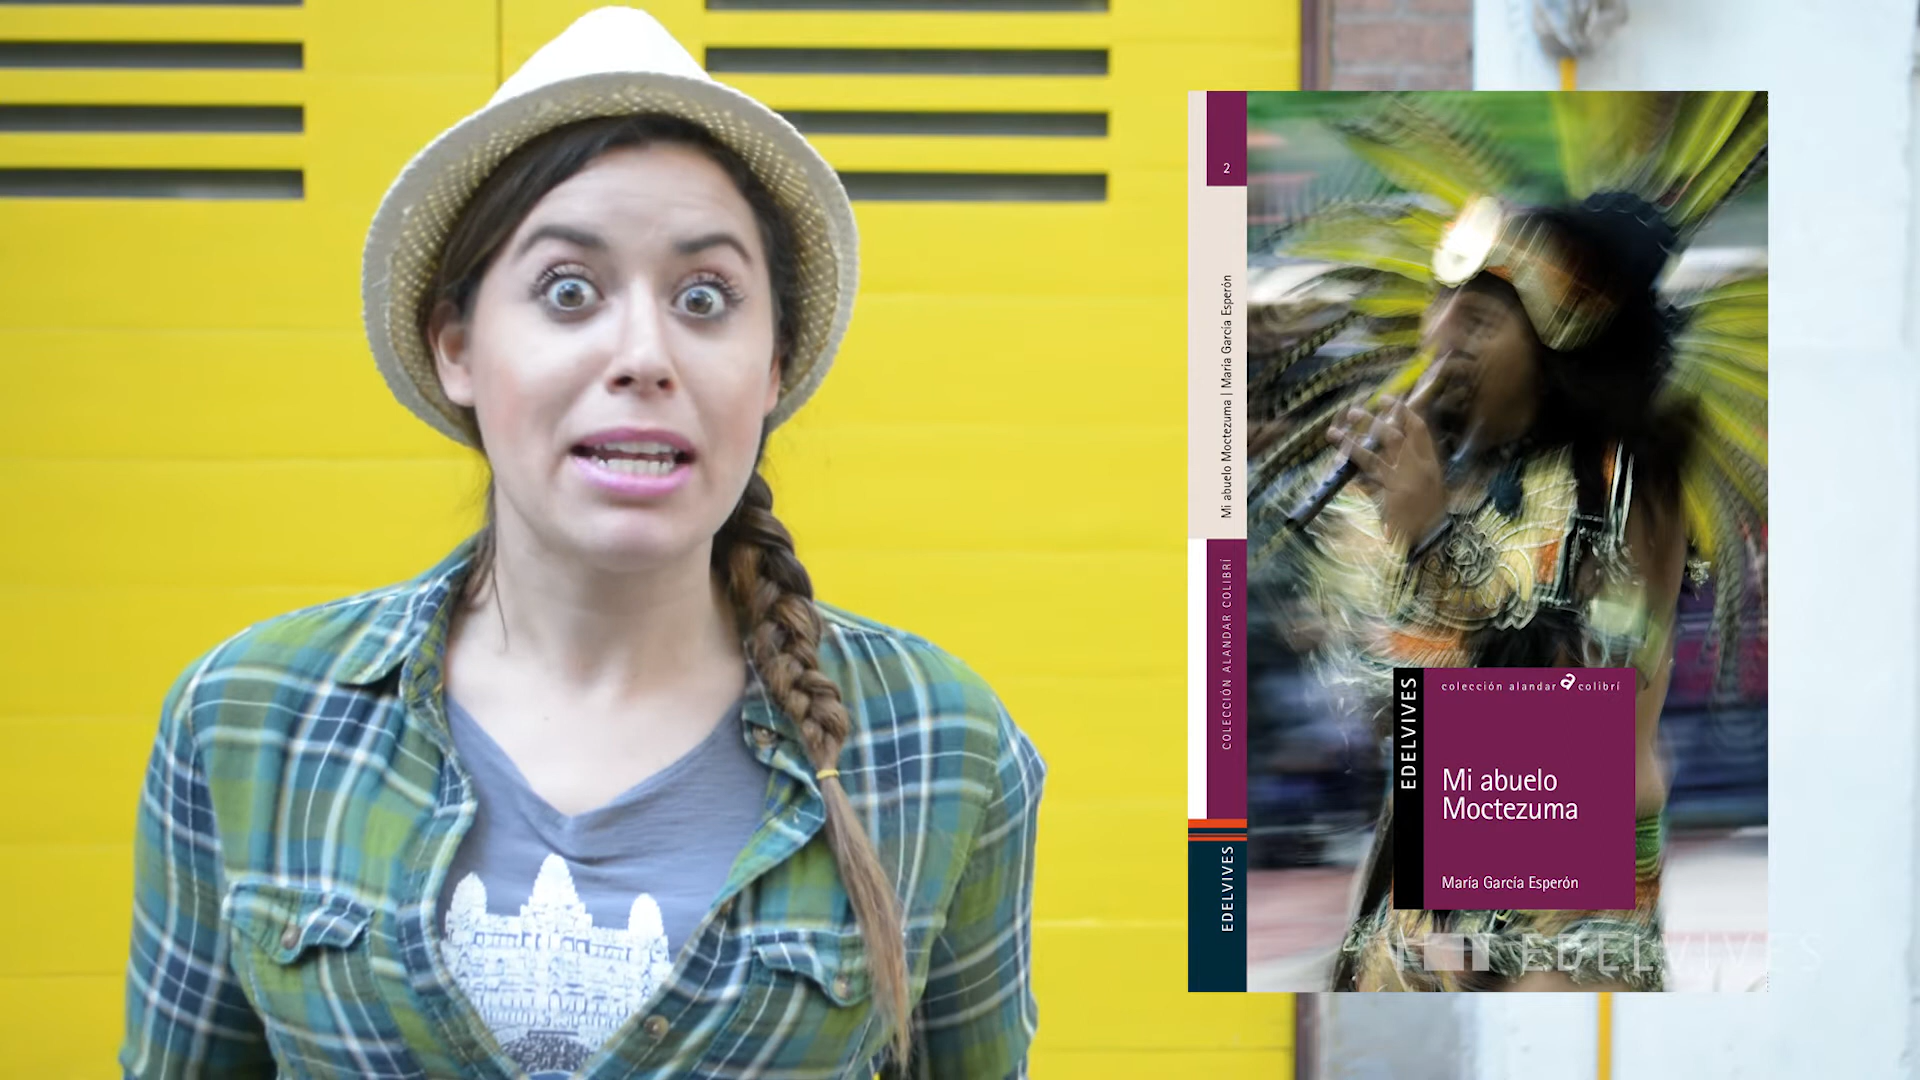 2
Mi abuelo Moctezuma | María García Esperón
COLECCIÓN ALANDAR COLIBRÍ
EDELVIVES
EDELVIVES
colección alandar a colibrí
Mi abuelo
Moctezuma
María García Esperón
EDELVIVES